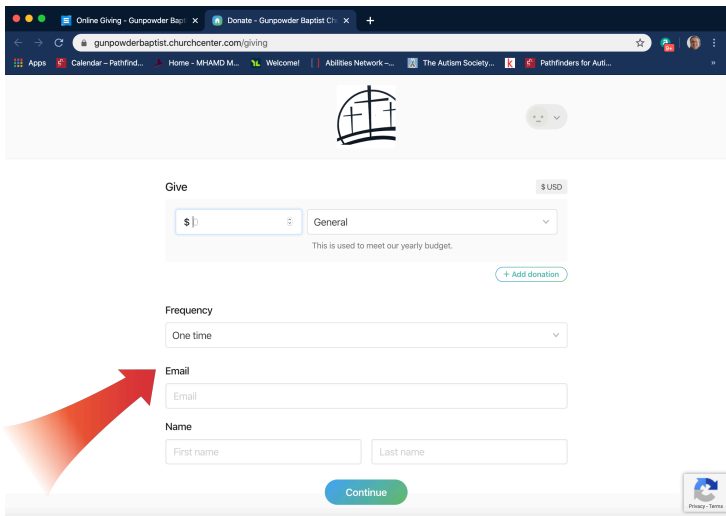 Online Giving - Gunpowder Bapt
Donate - Gunpowder Baptist Ch
gunpowderbaptist.churchcenter.com/giving
Apps Calendar – Pathfind... Home - MHAMD M... Welcome! Abilities Network –... The Autism Society... k Pathfinders for Auti... »
Give
$ USD
$ 0
General
This is used to meet our yearly budget.
+ Add donation
Frequency
One time
Email
Email
Name
First name Last name
Continue
Privacy - Terms